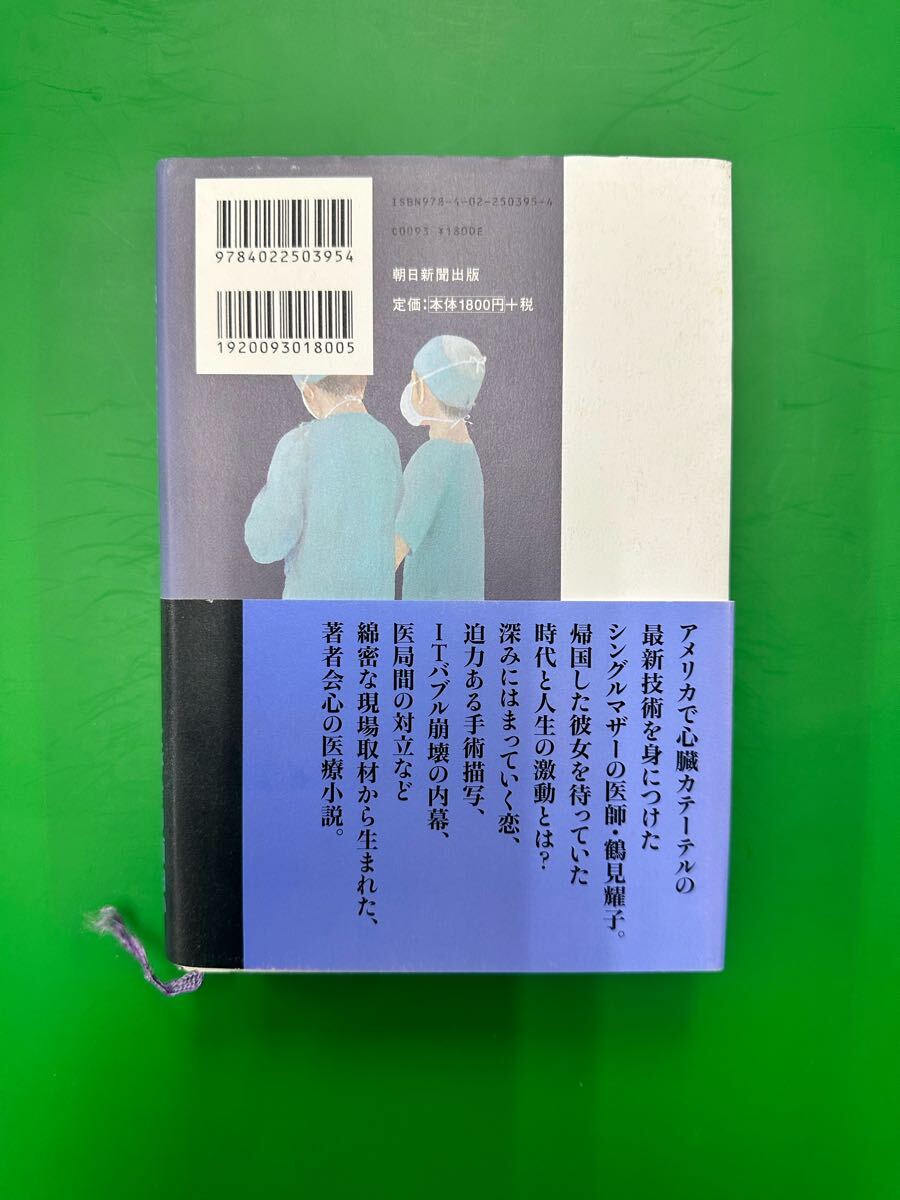 9784022503954
1920093018005
ISBN978-4-02-250395-4
C0093 ¥1800E
朝日新聞出版
定価:本体1800円+税
アメリカで心臓カテーテルの
最新技術を身につけた
シングルマザーの医師・鶴見耀子。
帰国した彼女を待っていた
時代と人生の激動とは?
深みにはまっていく恋、
迫力ある手術描写、
ITバブル崩壊の内幕、
医局間の対立など
綿密な現場取材から生まれた、
著者会心の医療小説。